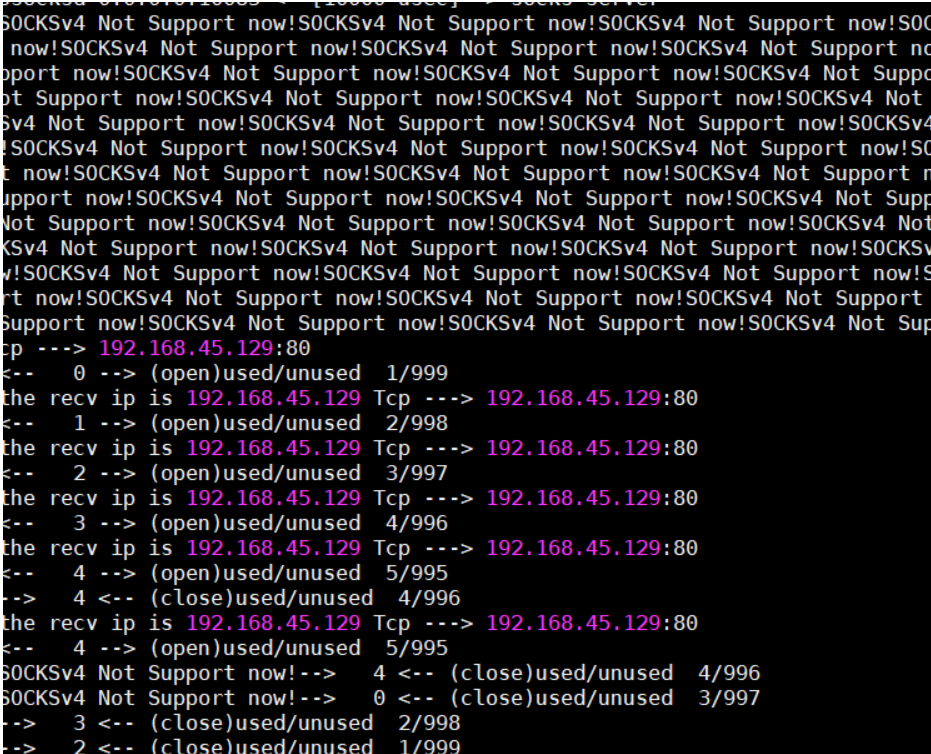 SOCKSv4 Not Support now!SOCKSv4 Not Support now!SOCKSv4 Not Support now!SOC
now!SOCKSv4 Not Support now!SOCKSv4 Not Support now!SOCKSv4 Not Support no
pport now!SOCKSv4 Not Support now!SOCKSv4 Not Support now!SOCKSv4 Not Suppo
ot Support now!SOCKSv4 Not Support now!SOCKSv4 Not Support now!SOCKSv4 Not
Sv4 Not Support now!SOCKSv4 Not Support now!SOCKSv4 Not Support now!SOCKSv4
!SOCKSv4 Not Support now!SOCKSv4 Not Support now!SOCKSv4 Not Support now!SO
t now!SOCKSv4 Not Support now!SOCKSv4 Not Support now!SOCKSv4 Not Support n
upport now!SOCKSv4 Not Support now!SOCKSv4 Not Support now!SOCKSv4 Not Supp
Not Support now!SOCKSv4 Not Support now!SOCKSv4 Not Support now!SOCKSv4 Not
KSv4 Not Support now!SOCKSv4 Not Support now!SOCKSv4 Not Support now!SOCKSv
w!SOCKSv4 Not Support now!SOCKSv4 Not Support now!SOCKSv4 Not Support now!S
rt now!SOCKSv4 Not Support now!SOCKSv4 Not Support now!SOCKSv4 Not Support
Support now!SOCKSv4 Not Support now!SOCKSv4 Not Support now!SOCKSv4 Not Sup
cp ---> 192.168.45.129:80
<--   0 --> (open)used/unused  1/999
the recv ip is 192.168.45.129 Tcp ---> 192.168.45.129:80
<--   1 --> (open)used/unused  2/998
the recv ip is 192.168.45.129 Tcp ---> 192.168.45.129:80
<--   2 --> (open)used/unused  3/997
the recv ip is 192.168.45.129 Tcp ---> 192.168.45.129:80
<--   3 --> (open)used/unused  4/996
the recv ip is 192.168.45.129 Tcp ---> 192.168.45.129:80
<--   4 --> (open)used/unused  5/995
-->   4 <-- (close)used/unused  4/996
the recv ip is 192.168.45.129 Tcp ---> 192.168.45.129:80
<--   4 --> (open)used/unused  5/995
SOCKSv4 Not Support now!-->   4 <-- (close)used/unused  4/996
SOCKSv4 Not Support now!-->   0 <-- (close)used/unused  3/997
-->   3 <-- (close)used/unused  2/998
-->   2 <-- (close)used/unused  1/999